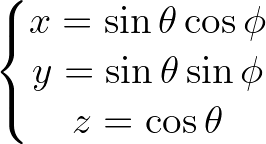 x = sin θ cos ϕ
y = sin θ sin ϕ
z = cos θ